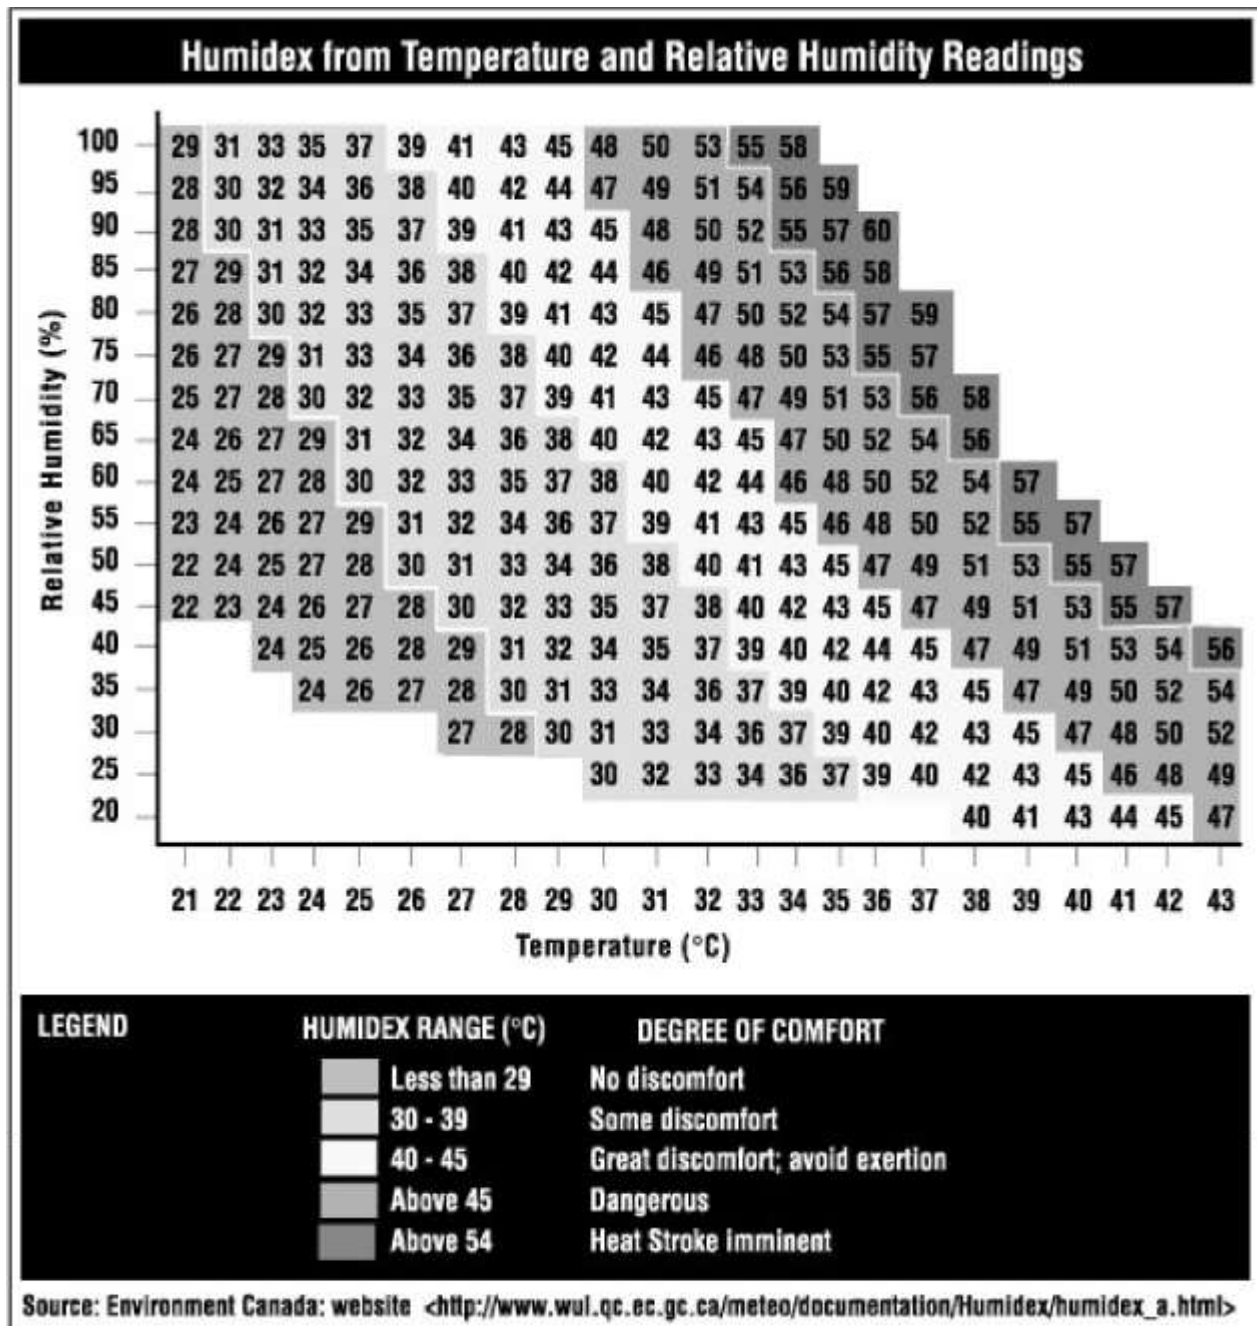 Humidex from Temperature and Relative Humidity Readings
Relative Humidity (%)
100 29 31 33 35 37 39 41 43 45 48 50 53 55 58
95 28 30 32 34 36 38 40 42 44 47 49 51 54 56 59
90 28 30 31 33 35 37 39 41 43 45 48 50 52 55 57 60
85 27 29 31 32 34 36 38 40 42 44 46 49 51 53 56 58
80 26 28 30 32 33 35 37 39 41 43 45 47 50 52 54 57 59
75 26 27 29 31 33 34 36 38 40 42 44 46 48 50 53 55 57
70 25 27 28 30 32 33 35 37 39 41 43 45 47 49 51 53 56 58
65 24 26 27 29 31 32 34 36 38 40 42 43 45 47 50 52 54 56
60 24 25 27 28 30 32 33 35 37 38 40 42 44 46 48 50 52 54 57
55 23 24 26 27 29 31 32 34 36 37 39 41 43 45 46 48 50 52 55 57
50 22 24 25 27 28 30 31 33 34 36 38 40 41 43 45 47 49 51 53 55 57
45 22 23 24 26 27 28 30 32 33 35 37 38 40 42 43 45 47 49 51 53 55 57
40 24 25 26 28 29 31 32 34 35 37 39 40 42 44 45 47 49 51 53 54 56
35 24 26 27 28 30 31 33 34 36 37 39 40 42 43 45 47 49 50 52 54
30 27 28 30 31 33 34 36 37 39 40 42 43 45 47 48 50 52
25 30 32 33 34 36 37 39 40 42 43 45 46 48 49
20 40 41 43 44 45 47
21 22 23 24 25 26 27 28 29 30 31 32 33 34 35 36 37 38 39 40 41 42 43
Temperature (°C)
LEGEND HUMIDEX RANGE (°C) DEGREE OF COMFORT
Less than 29 No discomfort
30 - 39 Some discomfort
40 - 45 Great discomfort; avoid exertion
Above 45 Dangerous
Above 54 Heat Stroke imminent
Source: Environment Canada: website <http://www.wul.qc.ec.gc.ca/meteo/documentation/Humidex/humidex_a.html>